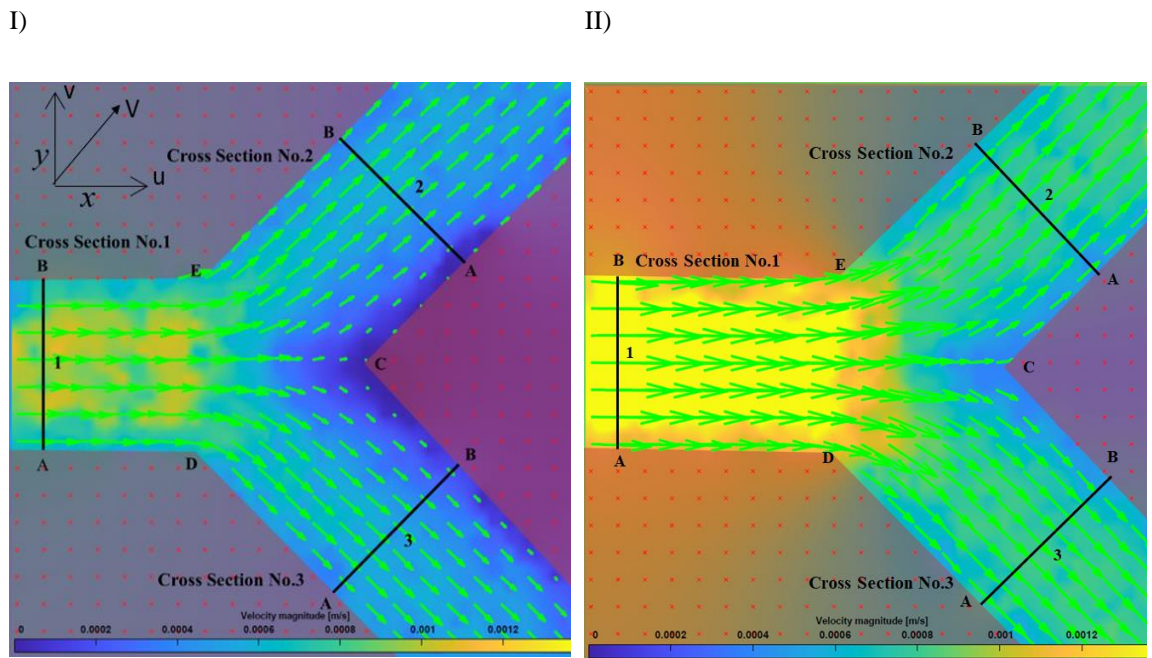 I)
II)
v
V
y
u
x
B
Cross Section No.2
2
A
Cross Section No.1
B
E
1
C
A
D
B
3
Cross Section No.3
A
Velocity magnitude [m/s]
0 0.0002 0.0004 0.0006 0.0008 0.001 0.0012
B
Cross Section No.2
2
A
B Cross Section No.1
E
1
C
A
D
B
3
Cross Section No.3
A
Velocity magnitude [m/s]
0 0.0002 0.0004 0.0006 0.0008 0.001 0.0012